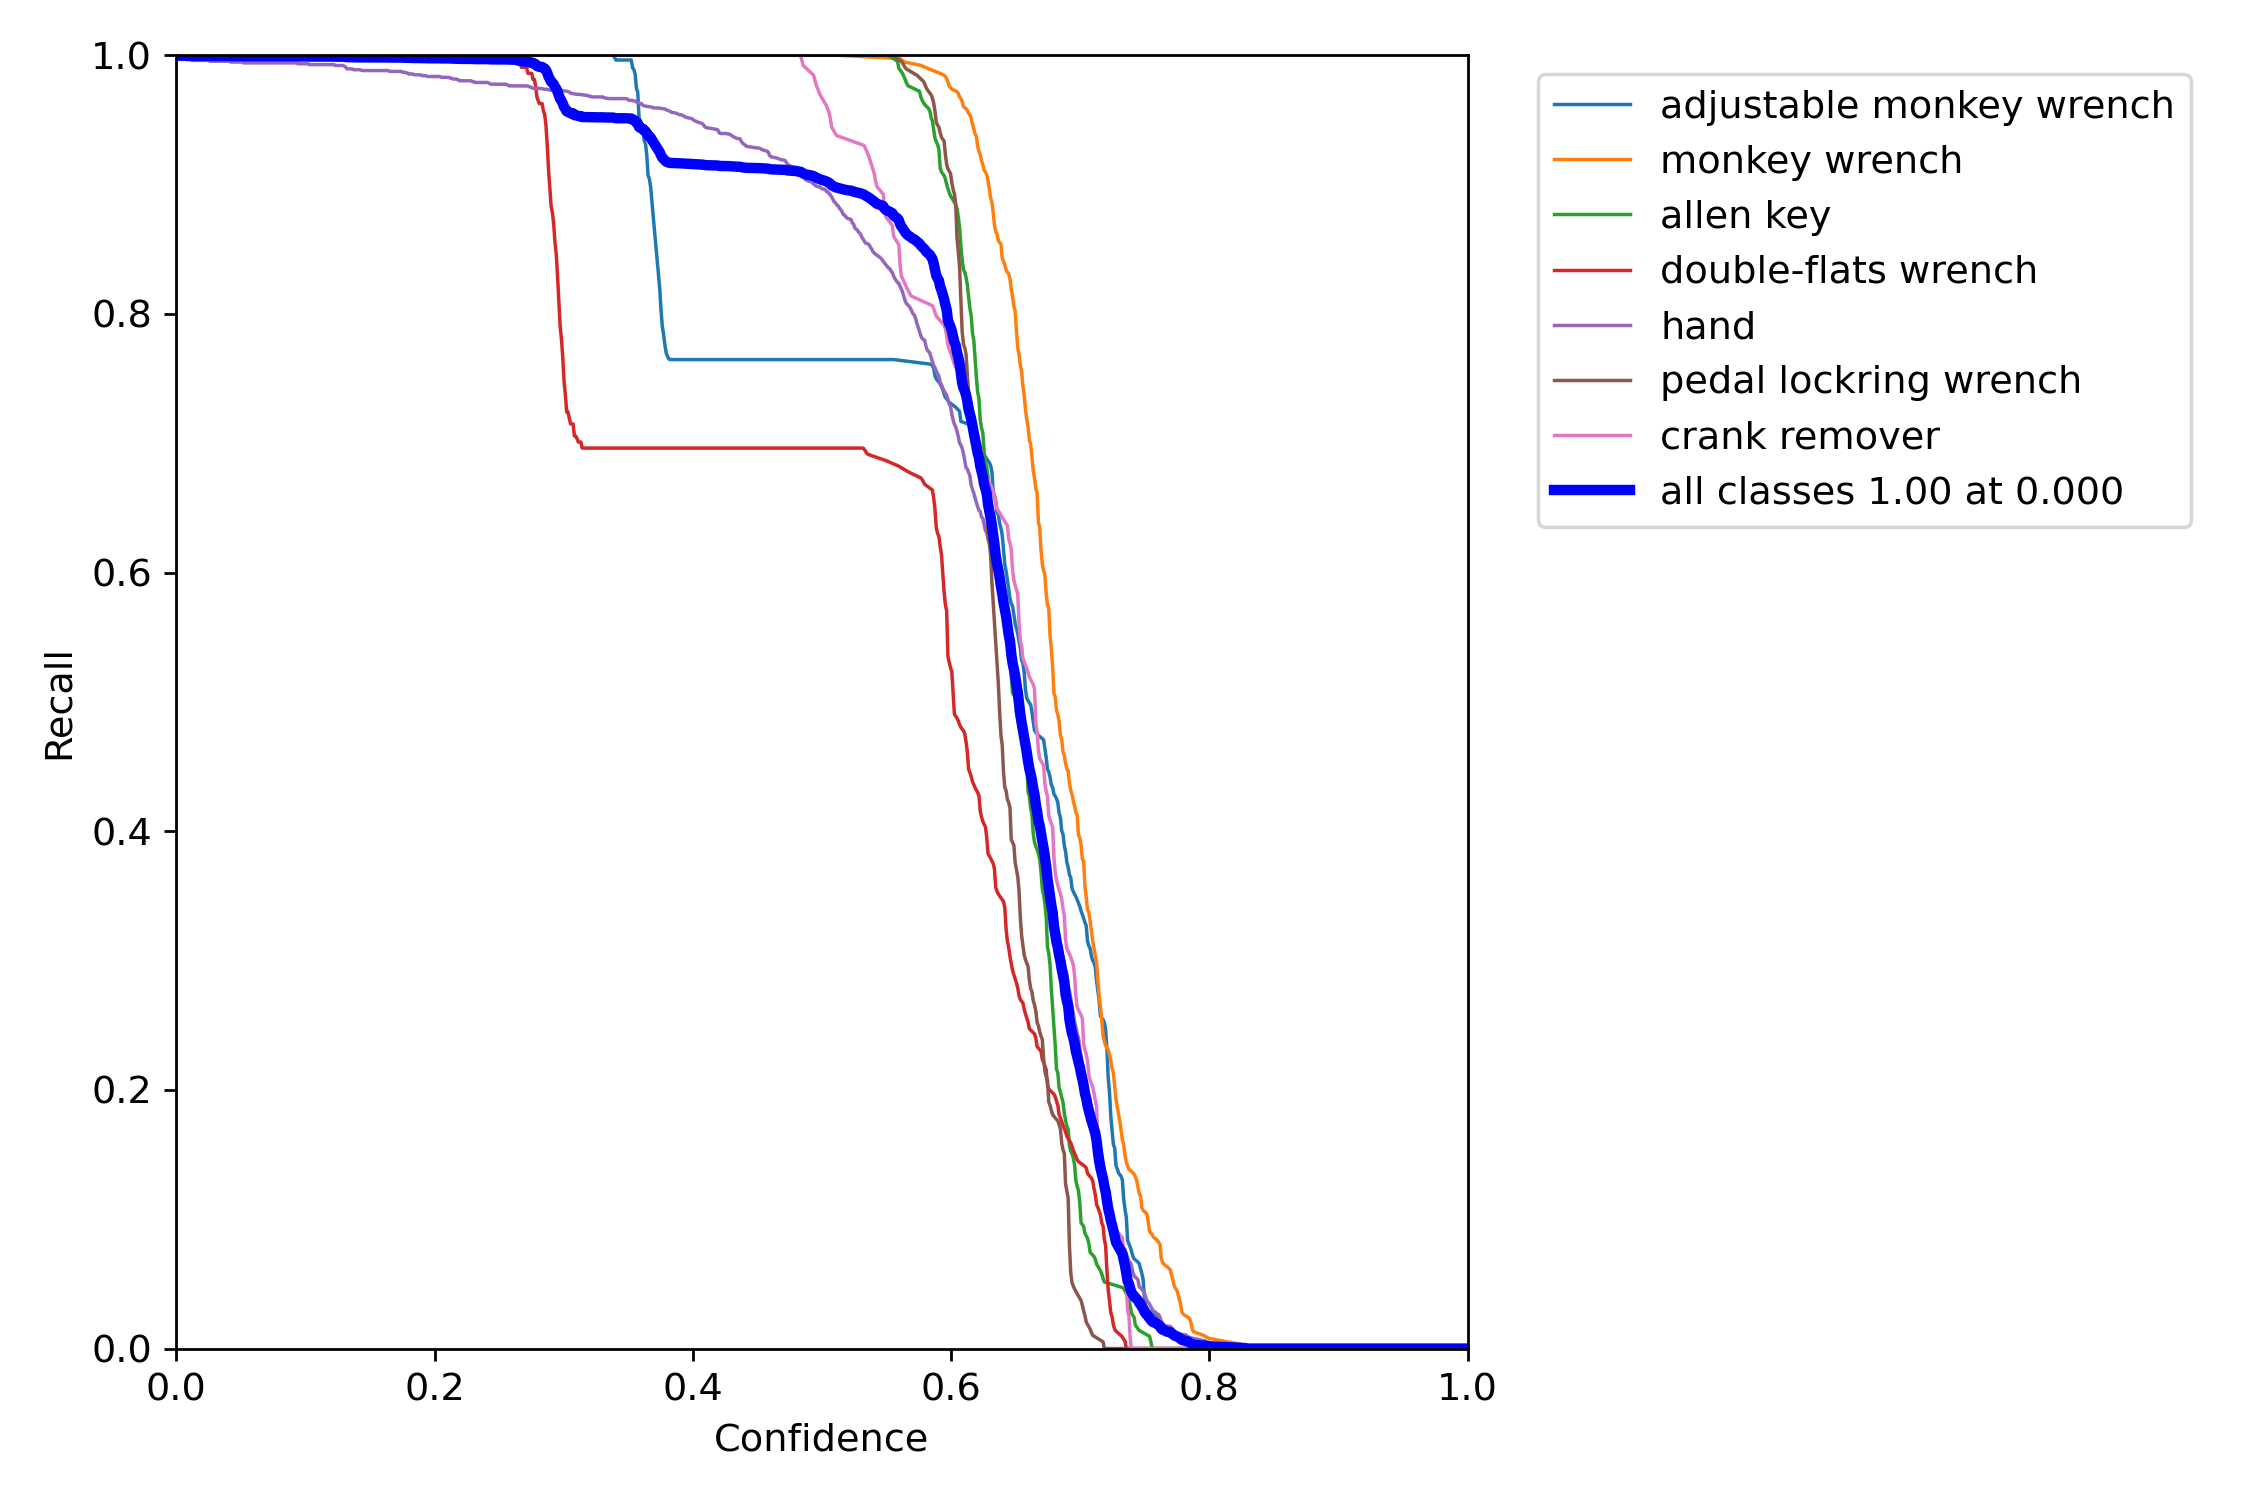 1.0
0.8
0.6
0.4
0.2
0.0
Recall
0.0 0.2 0.4 0.6 0.8 1.0
Confidence
adjustable monkey wrench
monkey wrench
allen key
double-flats wrench
hand
pedal lockring wrench
crank remover
all classes 1.00 at 0.000